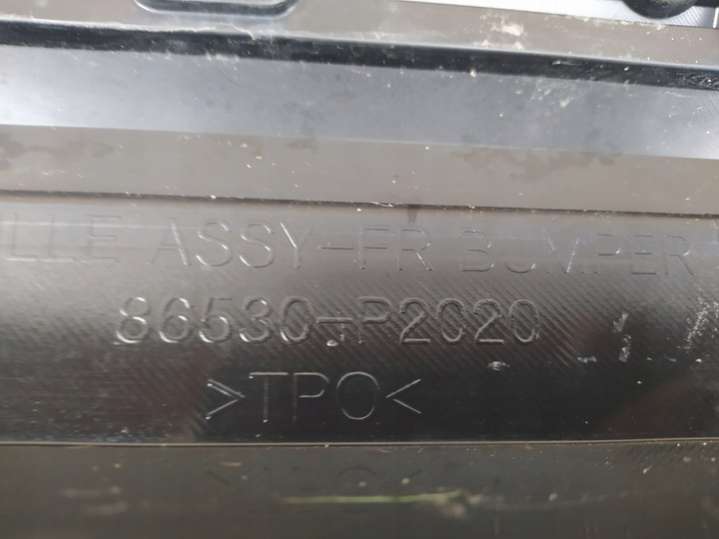 LLE ASSY-FR BUMPER
86530-P2020
>TPO<